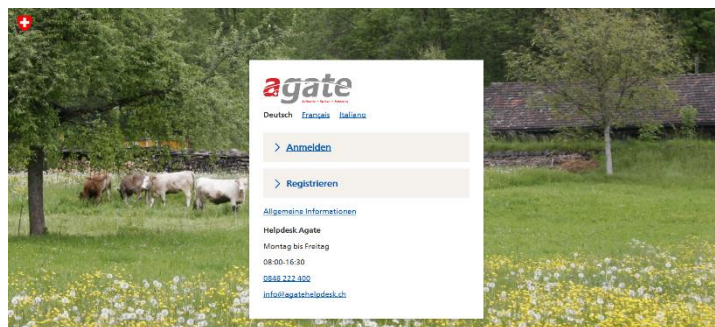 agate
Deutsch Français Italiano
> Anmelden
> Registrieren
Allgemeine Informationen
Helpdesk Agate
Montag bis Freitag
08:00-16:30
0848 222 400
info@agatehelpdesk.ch